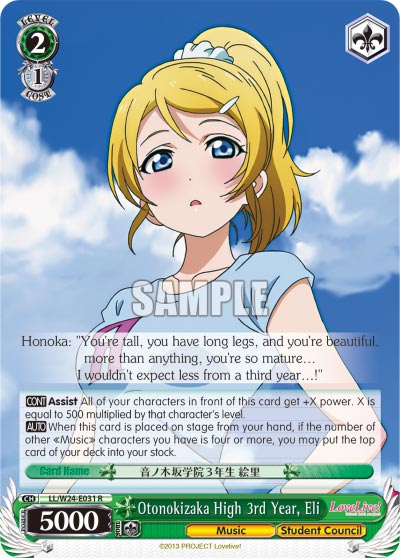 LEVEL
2
1
COST
SAMPLE
Honoka: "You're tall, you have long legs, and you're beautiful.
more than anything, you're so mature…
I wouldn't expect less from a third year…!"
CONT Assist All of your characters in front of this card get +X power. X is
equal to 500 multiplied by that character's level.
AUTO When this card is placed on stage from your hand, if the number of
other «Music» characters you have is four or more, you may put the top
card of your deck into your stock.
Card Name 音ノ木坂学院3年生 絵里
CH LL/W24-E031 R
Otonokizaka High 3rd Year, Eli LoveLive!
POWER 5000
Music Student Council
©2013 PROJECT Lovelive!